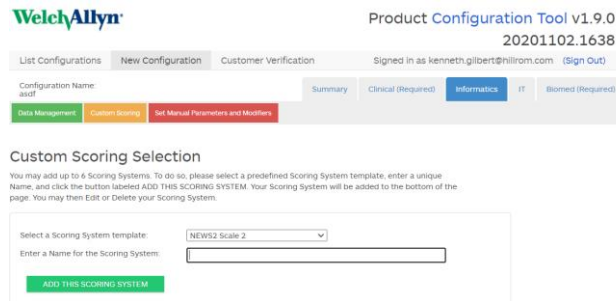 WelchAllyn®
Product Configuration Tool v1.9.0
20201102.1638
List Configurations New Configuration Customer Verification Signed in as kenneth.gilbert@hillrom.com (Sign Out)
Configuration Name:
asdf
Summary Clinical (Required) Informatics IT Biomed (Required)
Data Management Custom Scoring Set Manual Parameters and Modifiers
Custom Scoring Selection
You may add up to 6 Scoring Systems. To do so, please select a predefined Scoring System template, enter a unique
Name, and click the button labeled ADD THIS SCORING SYSTEM. Your Scoring System will be added to the bottom of the
page. You may then Edit or Delete your Scoring System.
Select a Scoring System template: NEWS2 Scale 2
Enter a Name for the Scoring System:
ADD THIS SCORING SYSTEM